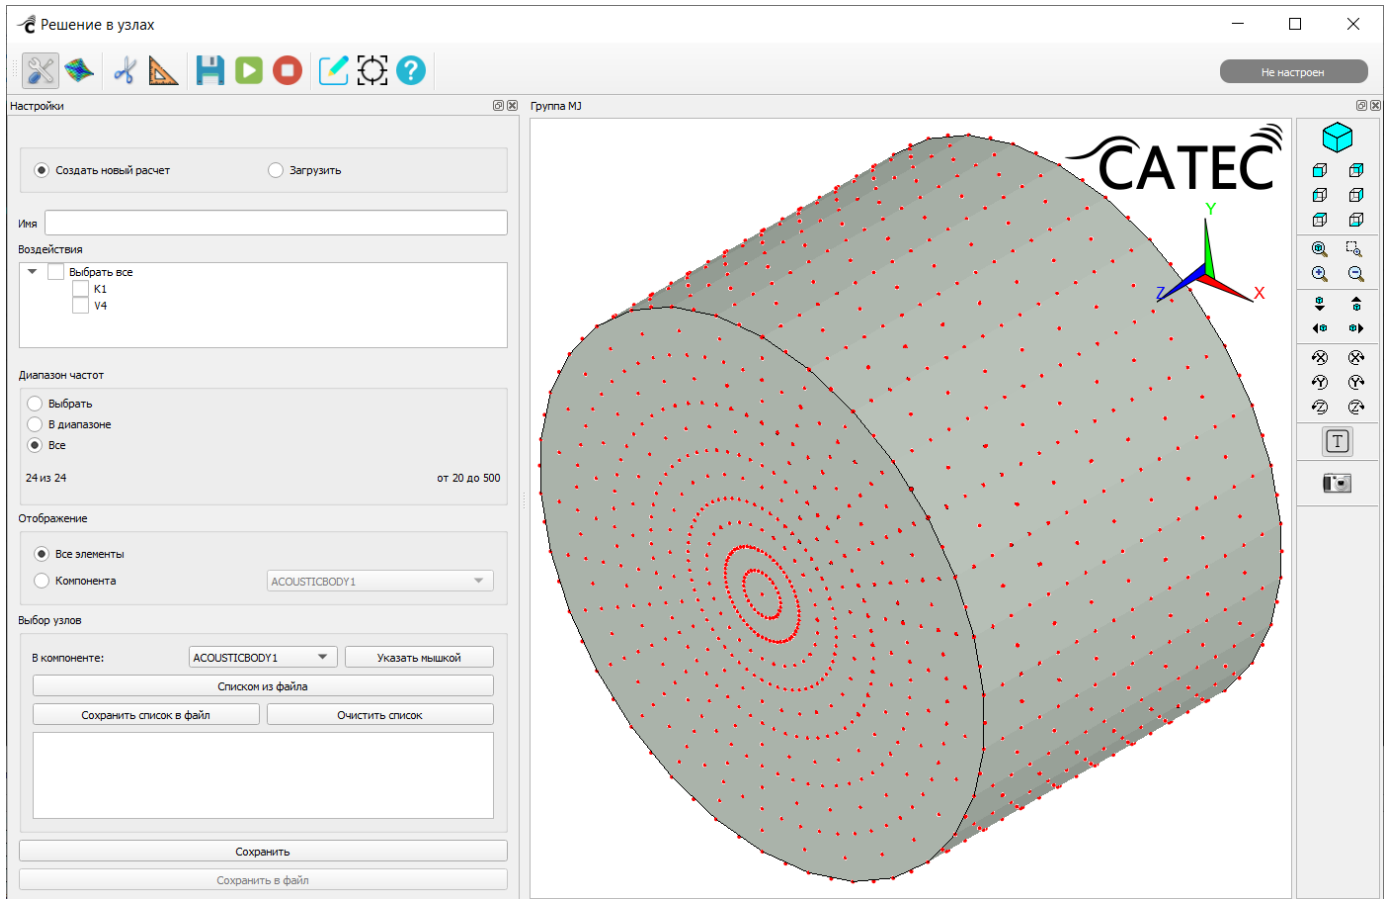 Решение в узлах
Не настроен
Настройки
Группа MJ
Создать новый расчет
Загрузить
Имя
Воздействия
Выбрать все
K1
V4
Диапазон частот
Выбрать
В диапазоне
Все
24 из 24
от 20 до 500
Отображение
Все элементы
Компонента
ACOUSTICBODY1
Выбор узлов
В компоненте:
ACOUSTICBODY1
Указать мышкой
Списком из файла
Сохранить список в файл
Очистить список
Сохранить
Сохранить в файл
CATEC
Y
Z
X
X
X
Y
Y
Z
Z
T